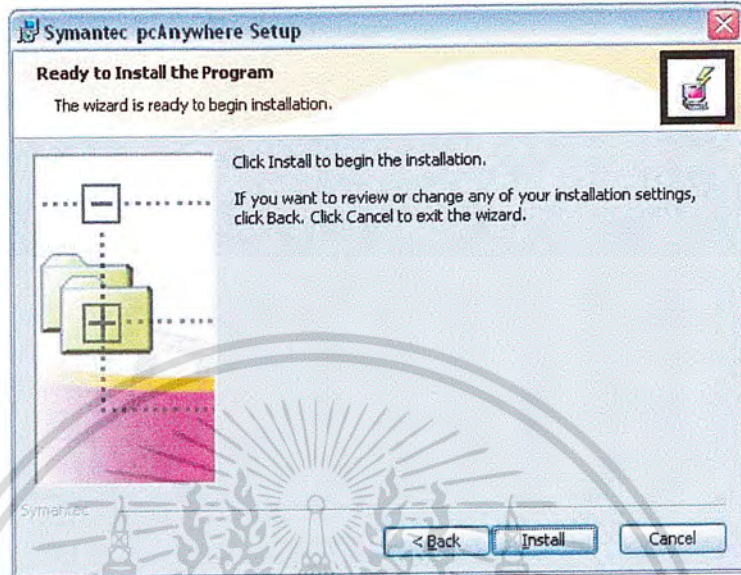 Symantec pcAnywhere Setup
Ready to Install the Program
The wizard is ready to begin installation.
Click Install to begin the installation.
If you want to review or change any of your installation settings,
click Back. Click Cancel to exit the wizard.
Symantec
< Back Install Cancel